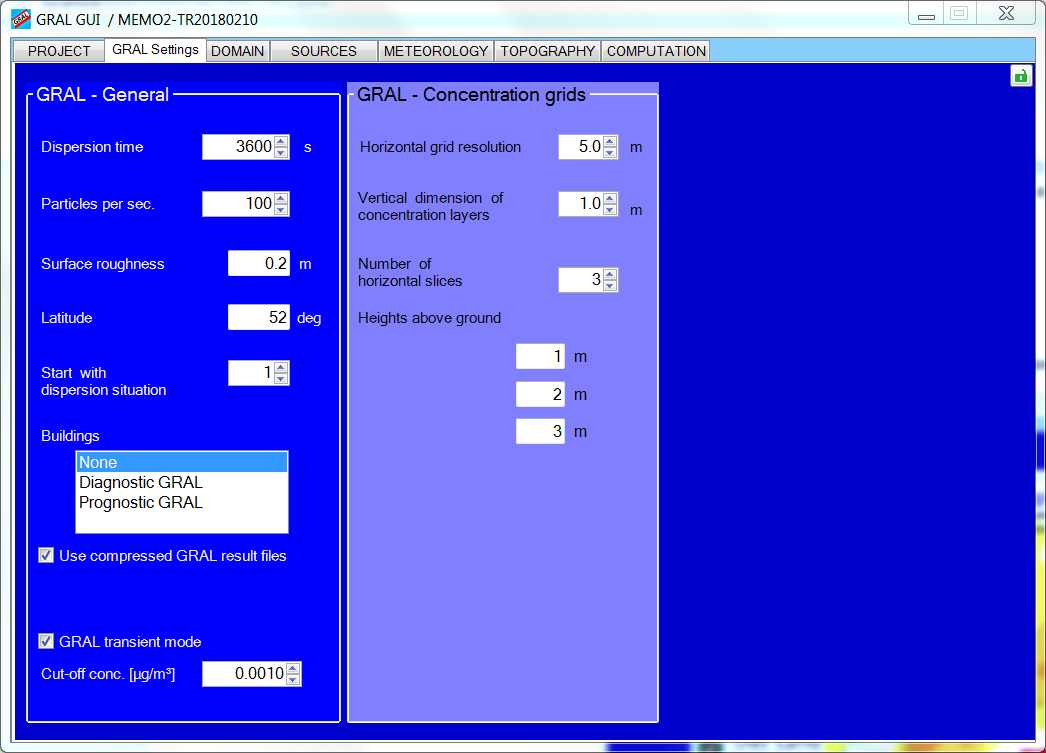 GRAL GUI / MEMO2-TR20180210
PROJECT GRAL Settings DOMAIN SOURCES METEOROLOGY TOPOGRAPHY COMPUTATION
GRAL - General
Dispersion time 3600 s
Particles per sec. 100
Surface roughness 0.2 m
Latitude 52 deg
Start with 1
dispersion situation
Buildings
None
Diagnostic GRAL
Prognostic GRAL
Use compressed GRAL result files
GRAL transient mode
Cut-off conc. [µg/m³] 0.0010
GRAL - Concentration grids
Horizontal grid resolution 5.0 m
Vertical dimension of
concentration layers 1.0 m
Number of
horizontal slices 3
Heights above ground
1 m
2 m
3 m